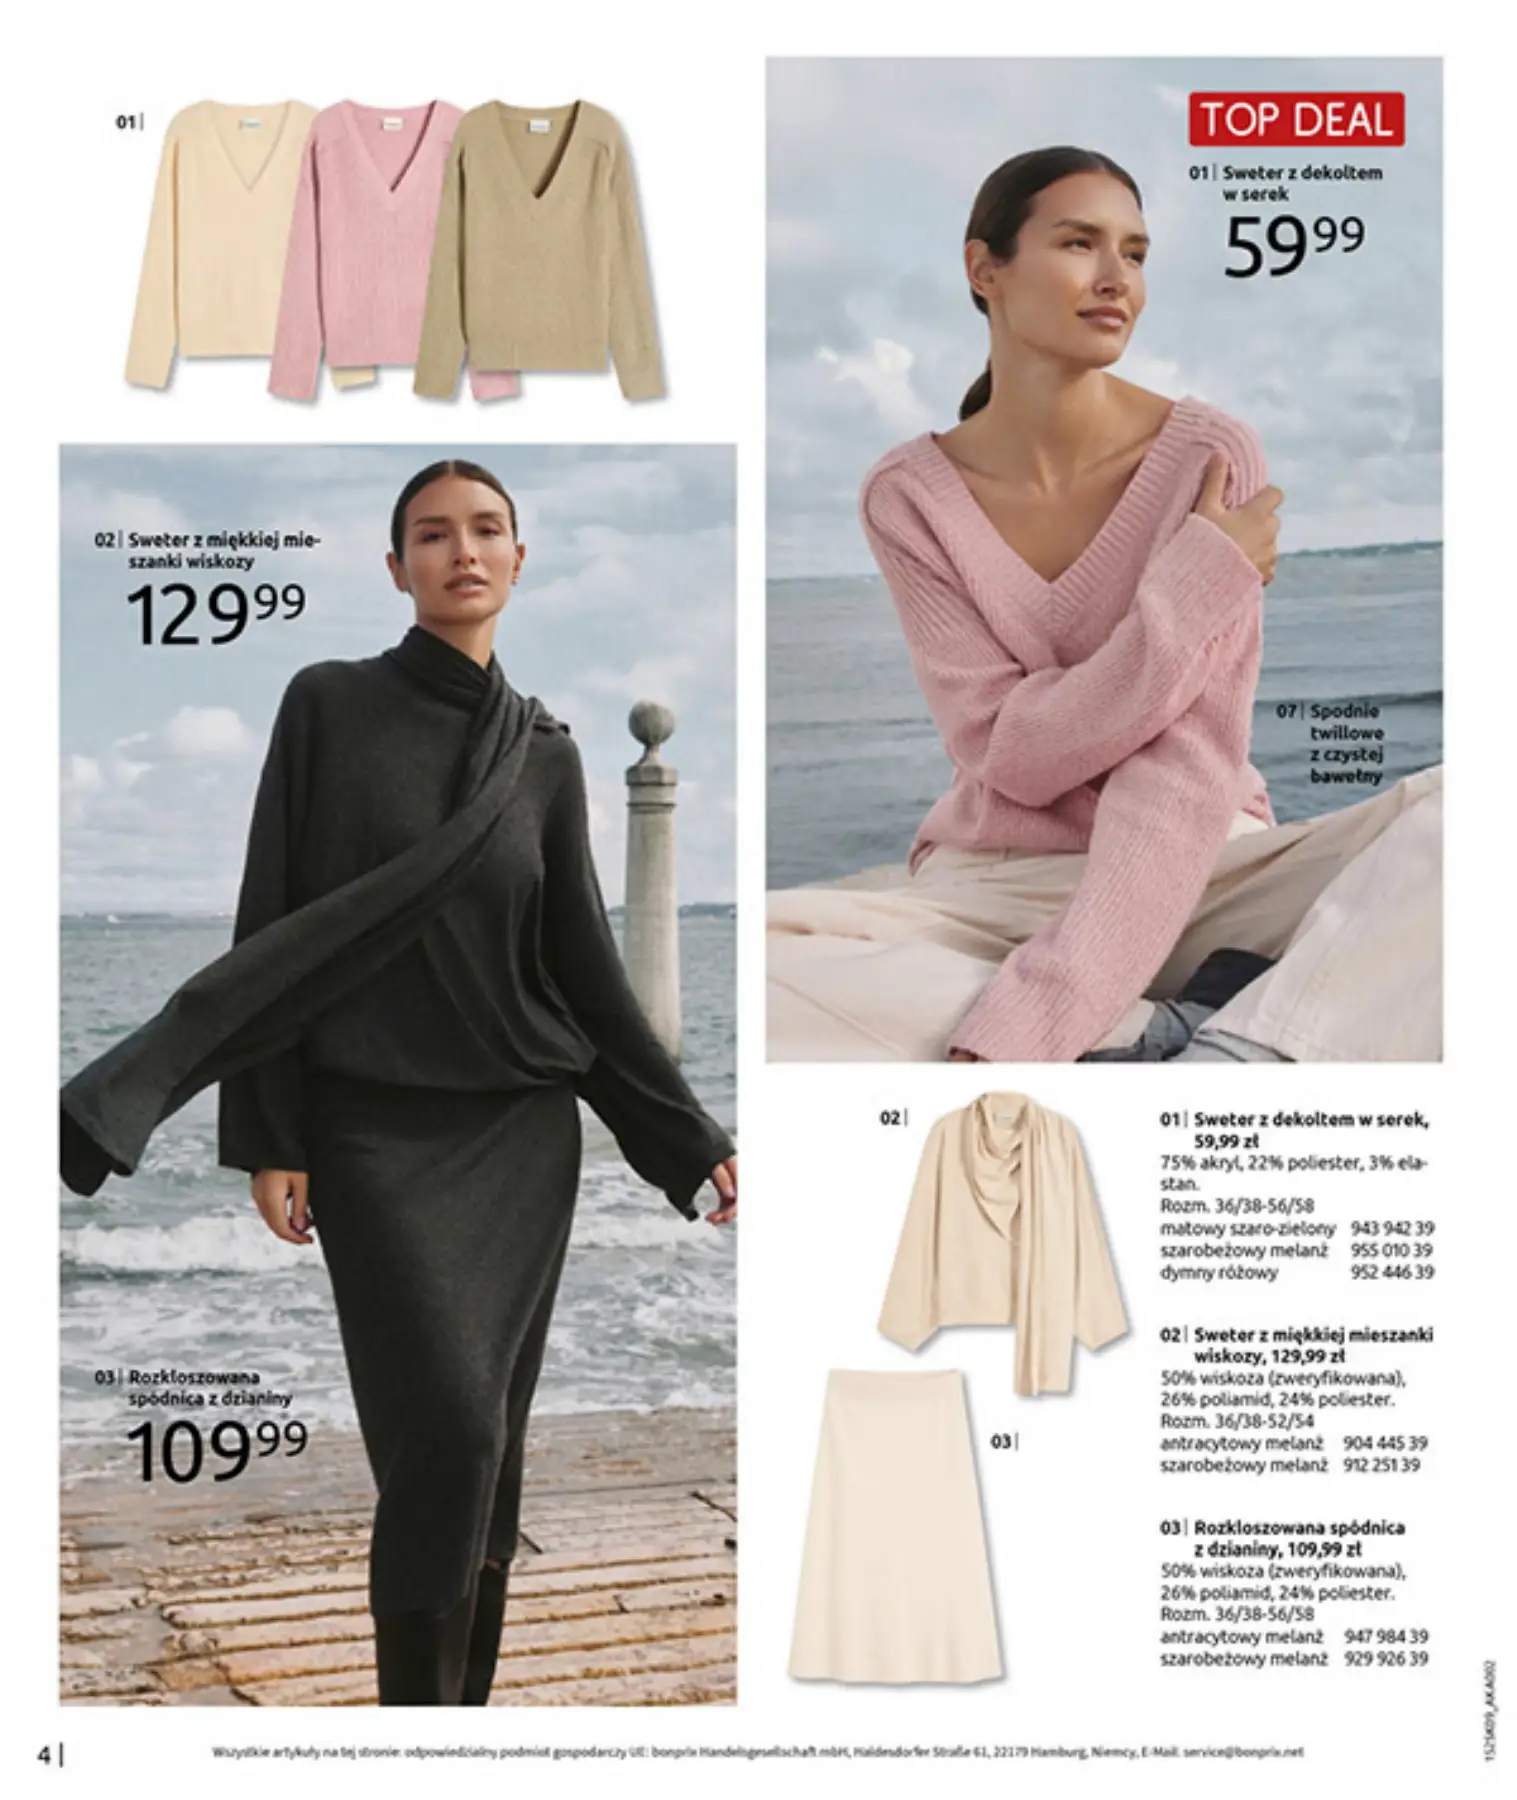 01|
TOP DEAL
01| Sweter z dekoltem
w serek
59⁹⁹
02| Sweter z miękkiej mie-
szanki wiskozy
129⁹⁹
07| Spodnie
twillowe
z czystej
bawełny
03| Rozkloszowana
spódnica z dzianiny
109⁹⁹
02|
03|
01| Sweter z dekoltem w serek,
59,99 zł
75% akryl, 22% poliester, 3% ela-
stan.
Rozm. 36/38-56/58
matowy szaro-zielony 943 942 39
szarobeżowy melanż 955 010 39
dymny różowy 952 446 39
02| Sweter z miękkiej mieszanki
wiskozy, 129,99 zł
50% wiskoza (zweryfikowana),
26% poliamid, 24% poliester.
Rozm. 36/38-52/54
antracytowy melanż 904 445 39
szarobeżowy melanż 912 251 39
03| Rozkloszowana spódnica
z dzianiny, 109,99 zł
50% wiskoza (zweryfikowana),
26% poliamid, 24% poliester.
Rozm. 36/38-56/58
antracytowy melanż 947 984 39
szarobeżowy melanż 929 926 39
4|
Wszystkie artykuły na tej stronie: odpowiedzialny podmiot gospodarczy UE: bonprix Handelsgesellschaft mbH, Haldesdorfer Straße 61, 22179 Hamburg, Niemcy, E-Mail: service@bonprix.net
1525K09_AKA002